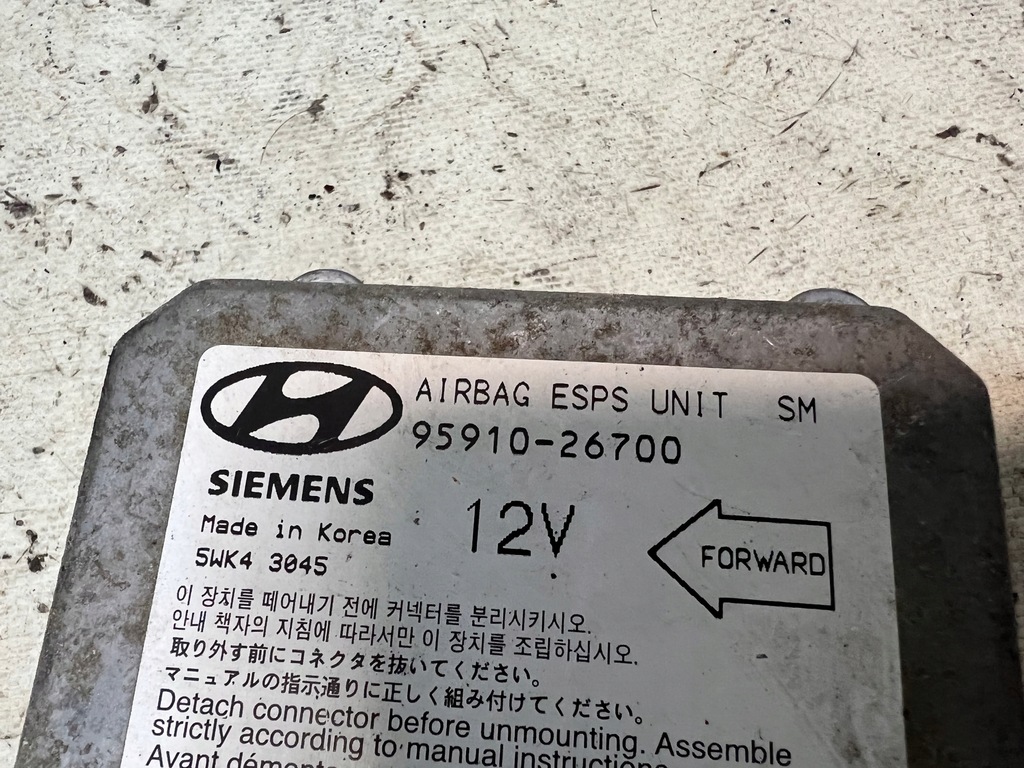 AIRBAG ESPS UNIT SM
95910-26700
SIEMENS
12V
Made in Korea
5WK4 3045
FORWARD
이 장치를 떼어내기 전에 커넥터를 분리시키시오.
안내 책자의 지침에 따라서만 이 장치를 조립하십시오.
取り外す前にコネクタを抜いてください。
マニュアルの指示通りに正しく組み付けてください。
Detach connector before unmounting. Assemble
strictly according to manual instructions.
Avant